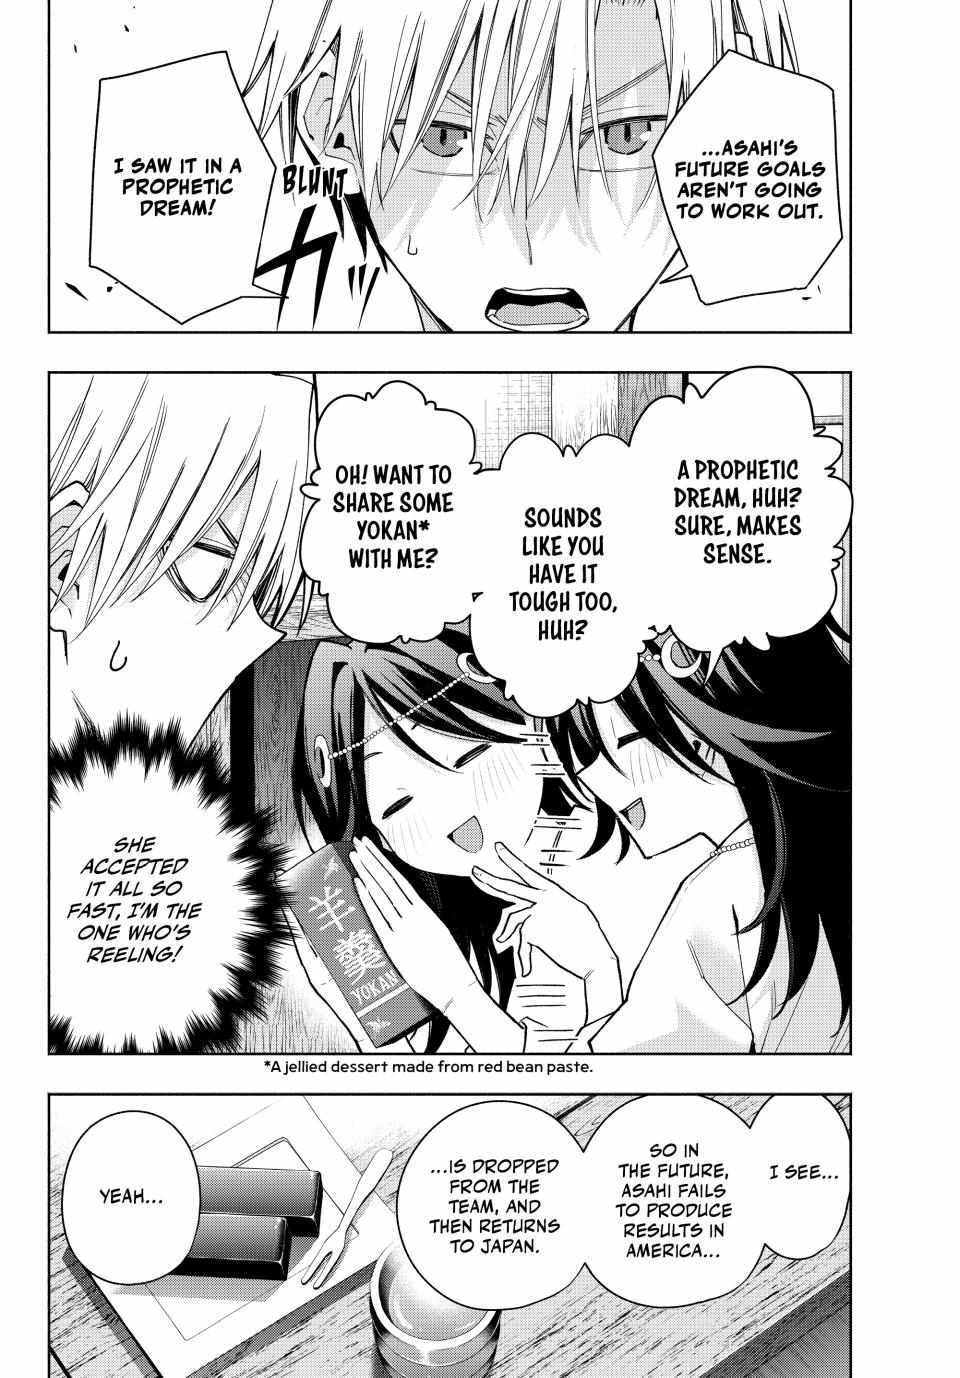 ...ASAHI'S
FUTURE GOALS
AREN'T GOING
TO WORK OUT.
I SAW IT IN A
PROPHETIC
DREAM!
BLUNT
ガッ
A PROPHETIC
DREAM, HUH?
SURE, MAKES
SENSE.
SOUNDS
LIKE YOU
HAVE IT
TOUGH TOO,
HUH?
OH! WANT TO
SHARE SOME
YOKAN*
WITH ME?
羊羹
YOKAN
SHE
ACCEPTED
IT ALL SO
FAST, I'M THE
ONE WHO'S
REELING!
*A jellied dessert made from red bean paste.
I SEE...
SO IN
THE FUTURE,
ASAHI FAILS
TO PRODUCE
RESULTS IN
AMERICA...
...IS DROPPED
FROM THE
TEAM, AND
THEN RETURNS
TO JAPAN.
YEAH...